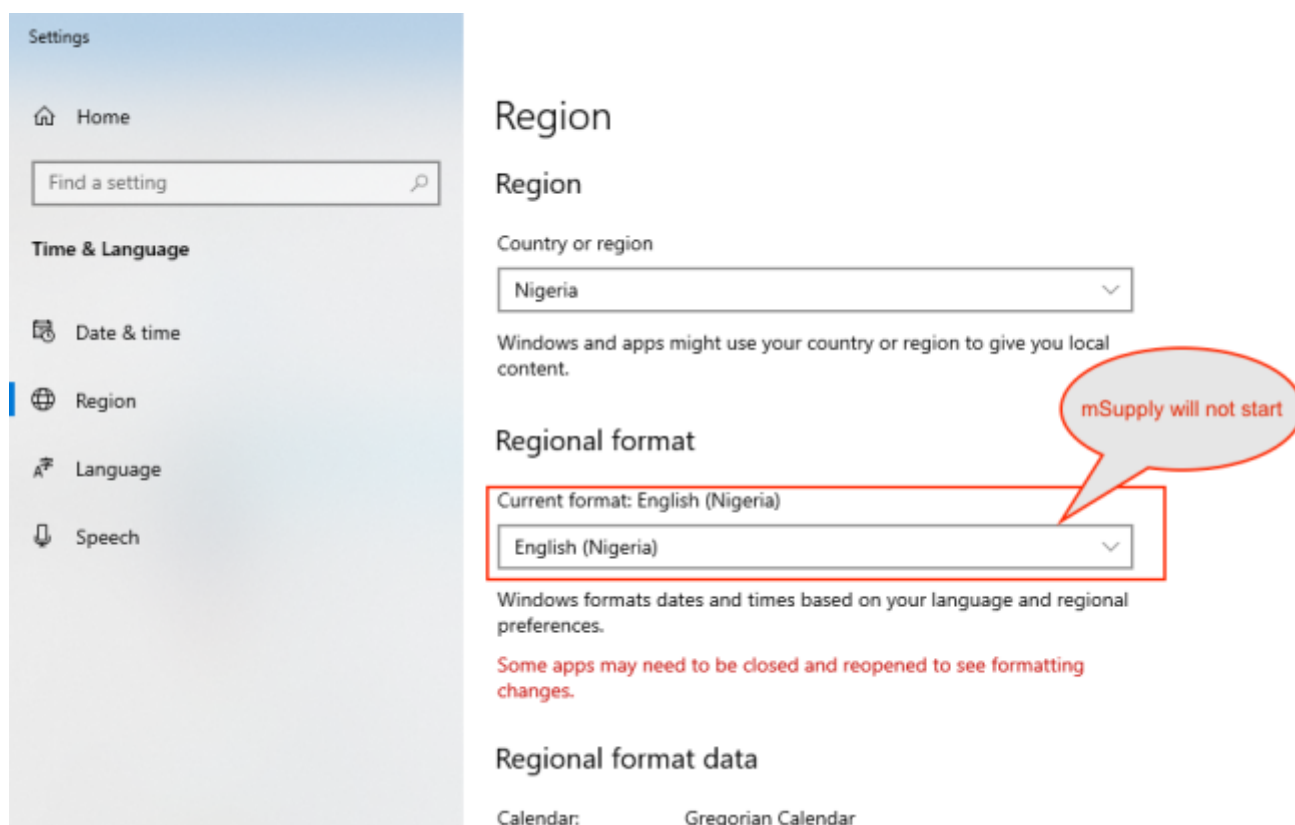 Settings
Home
Find a setting
Time & Language
Date & time
Region
Language
Speech
Region
Region
Country or region
Nigeria
Windows and apps might use your country or region to give you local
content.
mSupply will not start
Regional format
Current format: English (Nigeria)
English (Nigeria)
Windows formats dates and times based on your language and regional
preferences.
Some apps may need to be closed and reopened to see formatting
changes.
Regional format data
Calendar: Gregorian Calendar